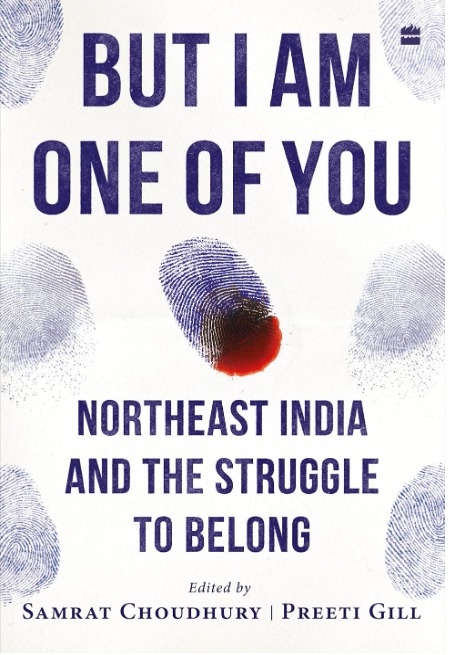 BUT I AM
ONE OF YOU
NORTHEAST INDIA
AND THE STRUGGLE
TO BELONG
Edited by
SAMRAT CHOUDHURY | PREETI GILL